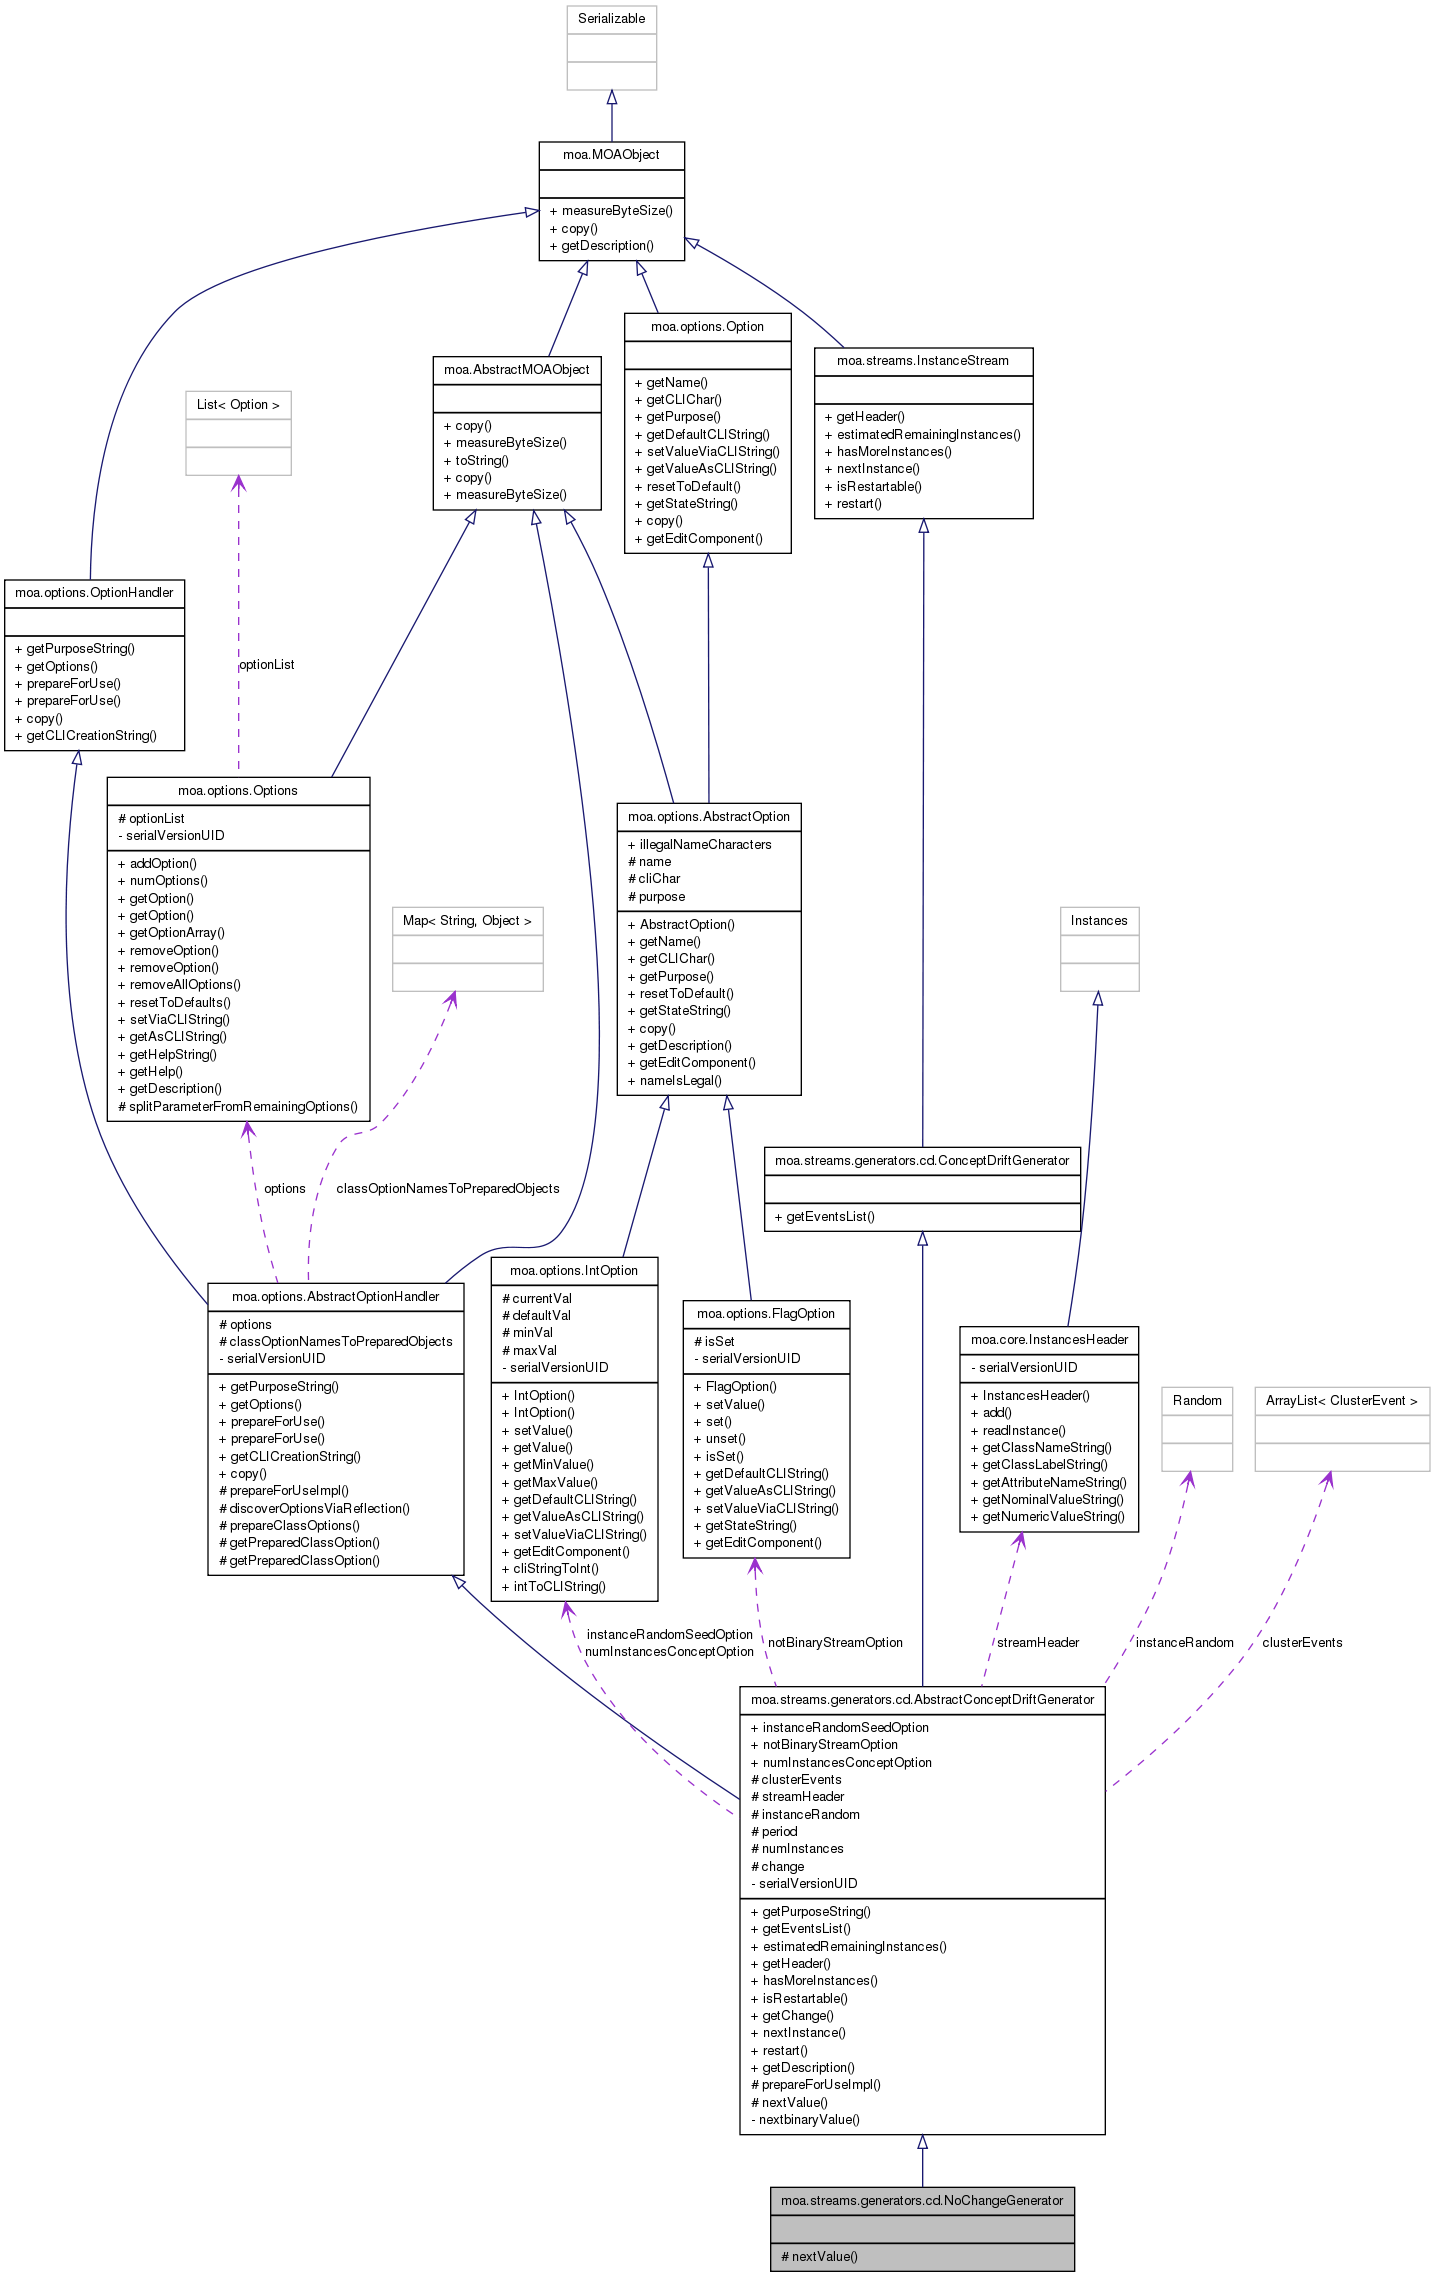 Serializable
moa.MOAObject
+ measureByteSize()
+ copy()
+ getDescription()
moa.options.Option
+ getName()
+ getCLIChar()
+ getPurpose()
+ getDefaultCLIString()
+ setValueViaCLIString()
+ getValueAsCLIString()
+ resetToDefault()
+ getStateString()
+ copy()
+ getEditComponent()
moa.streams.InstanceStream
+ getHeader()
+ estimatedRemainingInstances()
+ hasMoreInstances()
+ nextInstance()
+ isRestartable()
+ restart()
moa.AbstractMOAObject
+ copy()
+ measureByteSize()
+ toString()
+ copy()
+ measureByteSize()
List< Option >
moa.options.OptionHandler
+ getPurposeString()
+ getOptions()
+ prepareForUse()
+ prepareForUse()
+ copy()
+ getCLICreationString()
optionList
moa.options.Options
# optionList
- serialVersionUID
+ addOption()
+ numOptions()
+ getOption()
+ getOption()
+ getOptionArray()
+ removeOption()
+ removeOption()
+ removeAllOptions()
+ resetToDefaults()
+ setViaCLIString()
+ getAsCLIString()
+ getHelpString()
+ getHelp()
+ getDescription()
# splitParameterFromRemainingOptions()
Map< String, Object >
moa.options.AbstractOption
+ illegalNameCharacters
# name
# cliChar
# purpose
+ AbstractOption()
+ getName()
+ getCLIChar()
+ getPurpose()
+ resetToDefault()
+ getStateString()
+ copy()
+ getDescription()
+ getEditComponent()
+ nameIsLegal()
Instances
moa.streams.generators.cd.ConceptDriftGenerator
+ getEventsList()
options
classOptionNamesToPreparedObjects
moa.options.AbstractOptionHandler
# options
# classOptionNamesToPreparedObjects
- serialVersionUID
+ getPurposeString()
+ getOptions()
+ prepareForUse()
+ prepareForUse()
+ getCLICreationString()
+ copy()
# prepareForUseImpl()
# discoverOptionsViaReflection()
# prepareClassOptions()
# getPreparedClassOption()
# getPreparedClassOption()
moa.options.IntOption
# currentVal
# defaultVal
# minVal
# maxVal
- serialVersionUID
+ IntOption()
+ IntOption()
+ setValue()
+ getValue()
+ getMinValue()
+ getMaxValue()
+ getDefaultCLIString()
+ getValueAsCLIString()
+ setValueViaCLIString()
+ getEditComponent()
+ cliStringToInt()
+ intToCLIString()
moa.options.FlagOption
# isSet
- serialVersionUID
+ FlagOption()
+ setValue()
+ set()
+ unset()
+ isSet()
+ getDefaultCLIString()
+ getValueAsCLIString()
+ setValueViaCLIString()
+ getStateString()
+ getEditComponent()
moa.core.InstancesHeader
- serialVersionUID
+ InstancesHeader()
+ add()
+ readInstance()
+ getClassNameString()
+ getClassLabelString()
+ getAttributeNameString()
+ getNominalValueString()
+ getNumericValueString()
Random
ArrayList< ClusterEvent >
instanceRandomSeedOption
numInstancesConceptOption
notBinaryStreamOption
streamHeader
instanceRandom
clusterEvents
moa.streams.generators.cd.AbstractConceptDriftGenerator
+ instanceRandomSeedOption
+ notBinaryStreamOption
+ numInstancesConceptOption
# clusterEvents
# streamHeader
# instanceRandom
# period
# numInstances
# change
- serialVersionUID
+ getPurposeString()
+ getEventsList()
+ estimatedRemainingInstances()
+ getHeader()
+ hasMoreInstances()
+ isRestartable()
+ getChange()
+ nextInstance()
+ restart()
+ getDescription()
# prepareForUseImpl()
# nextValue()
- nextbinaryValue()
moa.streams.generators.cd.NoChangeGenerator
# nextValue()